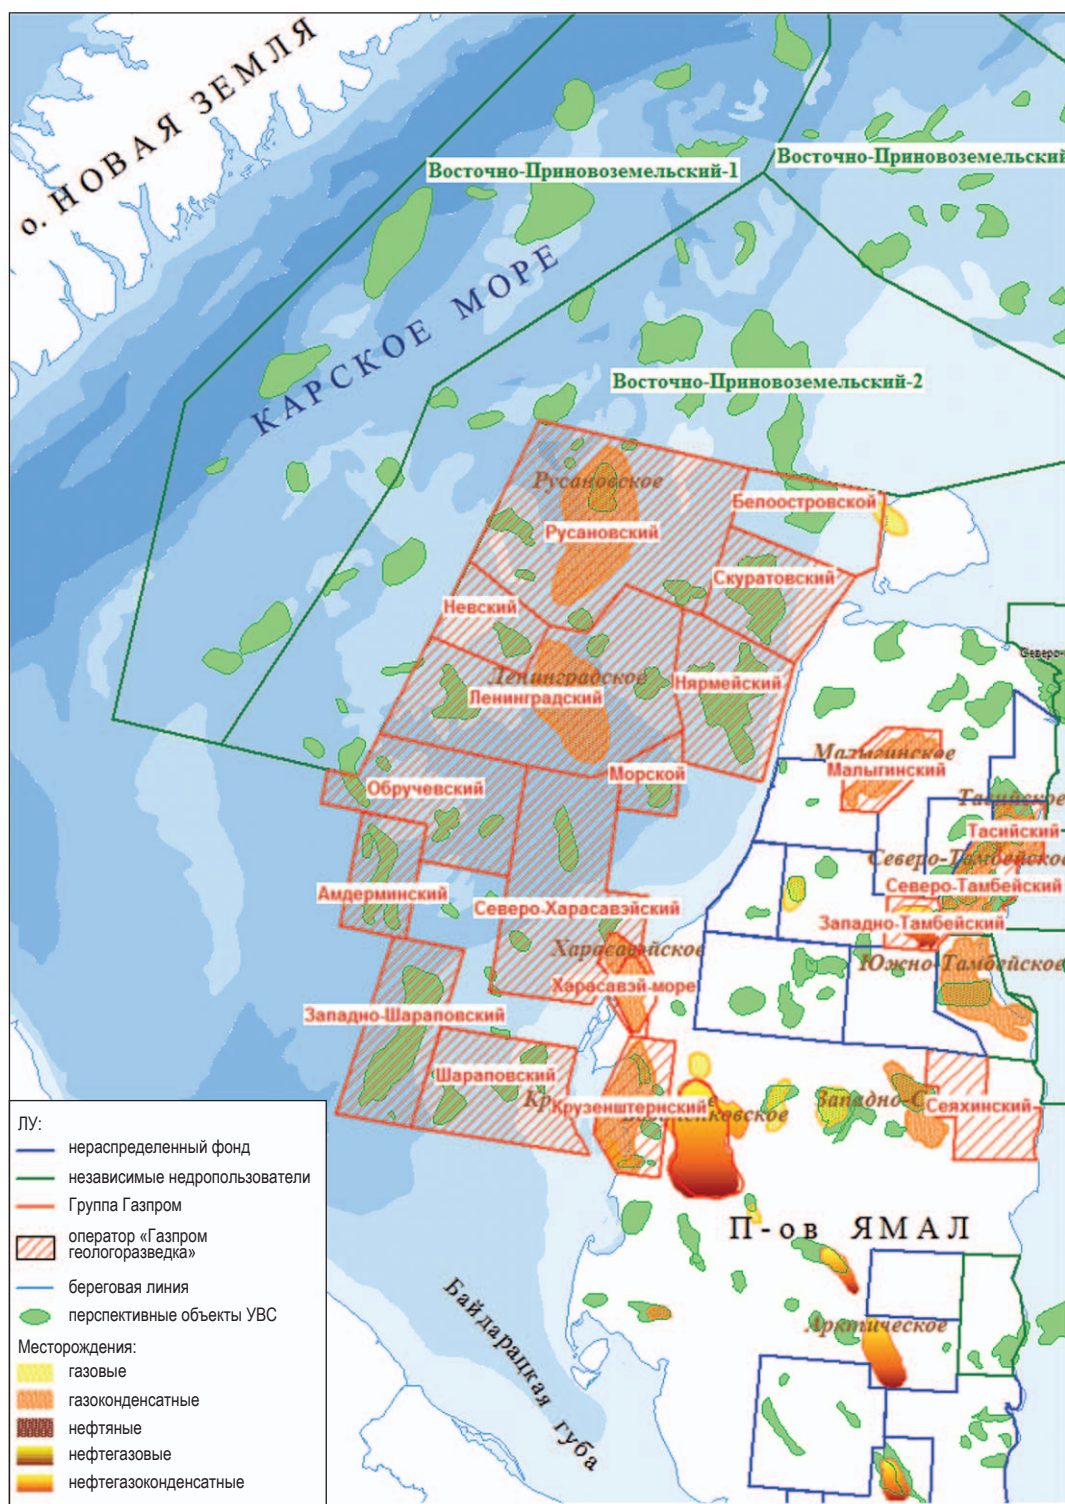 о. НОВАЯ ЗЕМЛЯ
Восточно-Приновоземельский-1
Восточно-Приновоземельский
КАРСКОЕ МОРЕ
Восточно-Приновоземельский-2
Русановское
Белоостровской
Русановский
Скуратовский
Невский
Северо-
Ленинградское
Нярмейский
Ленинградский
Малыгинское
Малыгинский
Морской
Обручевский
Тасийское
Тасийский
Северо-Тамбейское
Северо-Тамбейский
Амдерминский
Северо-Харасавэйский
Западно-Тамбейский
Харасавэйское
Южно-Тамбейское
Харасавэй-море
Западно-Шараповский
Шараповский
Кр
Крузенштернский
Западно-С
Сеяхинский
П-ов ЯМАЛ
Байдарацкая губа
Арктическое
ЛУ:
нераспределенный фонд
независимые недропользователи
Группа Газпром
оператор «Газпром
геологоразведка»
береговая линия
перспективные объекты УВС
Месторождения:
газовые
газоконденсатные
нефтяные
нефтегазовые
нефтегазоконденсатные